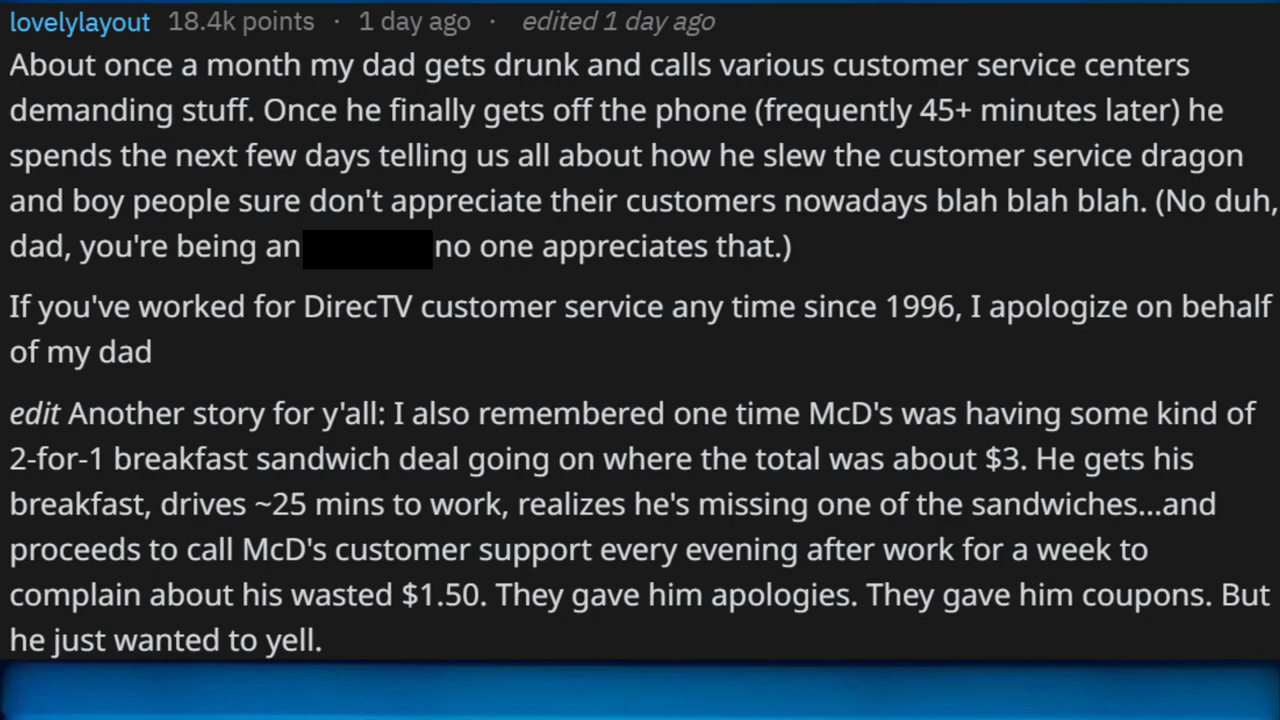 lovelylayout 18.4k points · 1 day ago · edited 1 day ago
About once a month my dad gets drunk and calls various customer service centers
demanding stuff. Once he finally gets off the phone (frequently 45+ minutes later) he
spends the next few days telling us all about how he slew the customer service dragon
and boy people sure don't appreciate their customers nowadays blah blah blah. (No duh,
dad, you're being an no one appreciates that.)
If you've worked for DirecTV customer service any time since 1996, I apologize on behalf
of my dad
edit Another story for y'all: I also remembered one time McD's was having some kind of
2-for-1 breakfast sandwich deal going on where the total was about $3. He gets his
breakfast, drives ~25 mins to work, realizes he's missing one of the sandwiches...and
proceeds to call McD's customer support every evening after work for a week to
complain about his wasted $1.50. They gave him apologies. They gave him coupons. But
he just wanted to yell.